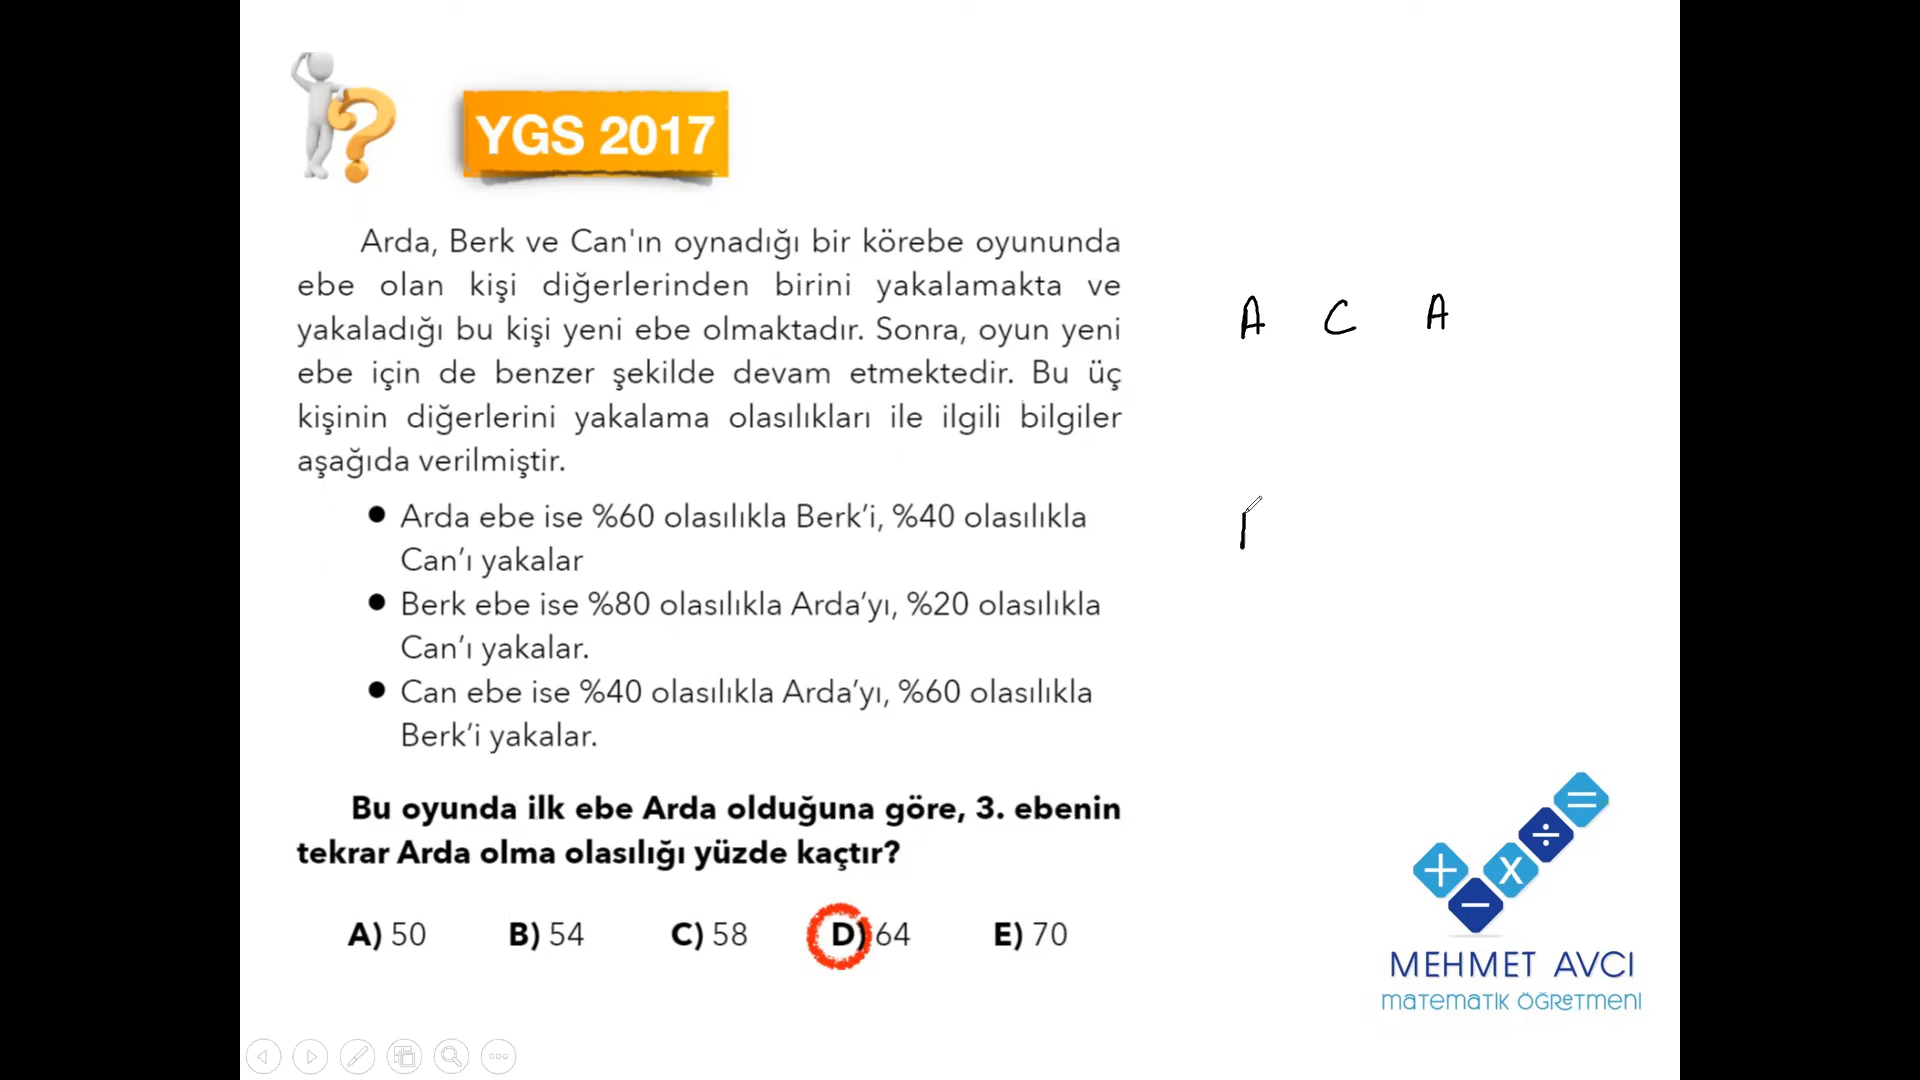 YGS 2017
Arda, Berk ve Can'ın oynadığı bir körebe oyununda
ebe olan kişi diğerlerinden birini yakalamakta ve
yakaladığı bu kişi yeni ebe olmaktadır. Sonra, oyun yeni
ebe için de benzer şekilde devam etmektedir. Bu üç
kişinin diğerlerini yakalama olasılıkları ile ilgili bilgiler
aşağıda verilmiştir.
● Arda ebe ise %60 olasılıkla Berk’i, %40 olasılıkla
Can’ı yakalar
● Berk ebe ise %80 olasılıkla Arda’yı, %20 olasılıkla
Can’ı yakalar.
● Can ebe ise %40 olasılıkla Arda’yı, %60 olasılıkla
Berk’i yakalar.
Bu oyunda ilk ebe Arda olduğuna göre, 3. ebenin
tekrar Arda olma olasılığı yüzde kaçtır?
A) 50 B) 54 C) 58 D) 64 E) 70
A C A
MEHMET AVCI
matematik öğretmeni